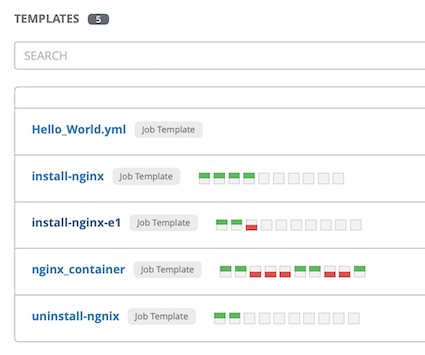 TEMPLATES 5
SEARCH
Hello_World.yml Job Template
install-nginx Job Template
install-nginx-e1 Job Template
nginx_container Job Template
uninstall-ngnix Job Template